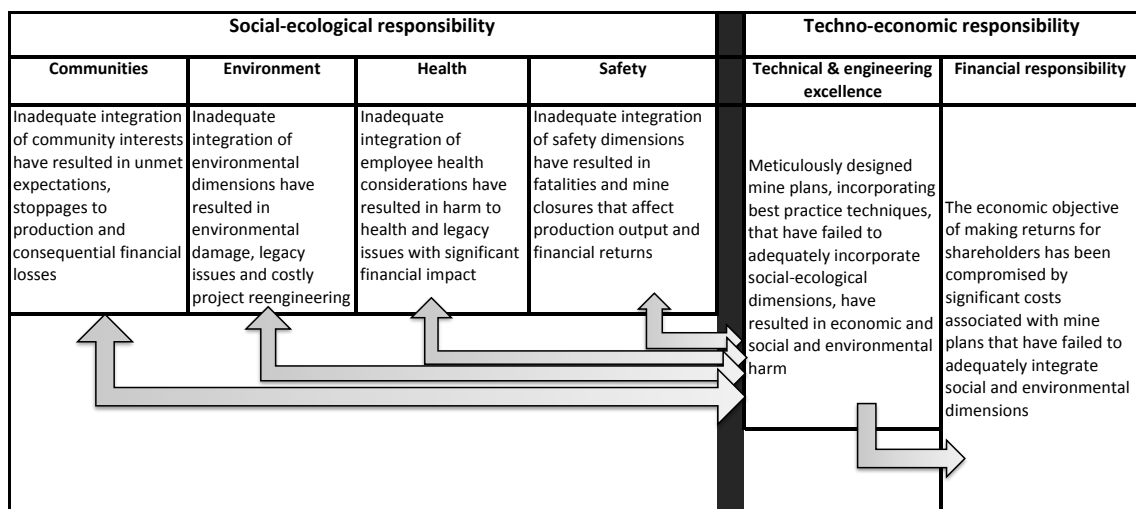 Social-ecological responsibility
Techno-economic responsibility
Communities
Environment
Health
Safety
Technical & engineering
excellence
Financial responsibility
Inadequate integration
of community interests
have resulted in unmet
expectations,
stoppages to
production and
consequential financial
losses
Inadequate
integration of
environmental
dimensions have
resulted in
environmental
damage, legacy
issues and costly
project reengineering
Inadequate
integration of
employee health
considerations have
resulted in harm to
health and legacy
issues with significant
financial impact
Inadequate integration
of safety dimensions
have resulted in
fatalities and mine
closures that affect
production output and
financial returns
Meticulously designed
mine plans, incorporating
best practice techniques,
that have failed to
adequately incorporate
social-ecological
dimensions, have
resulted in economic and
social and environmental
harm
The economic objective
of making returns for
shareholders has been
compromised by
significant costs
associated with mine
plans that have failed to
adequately integrate
social and environmental
dimensions